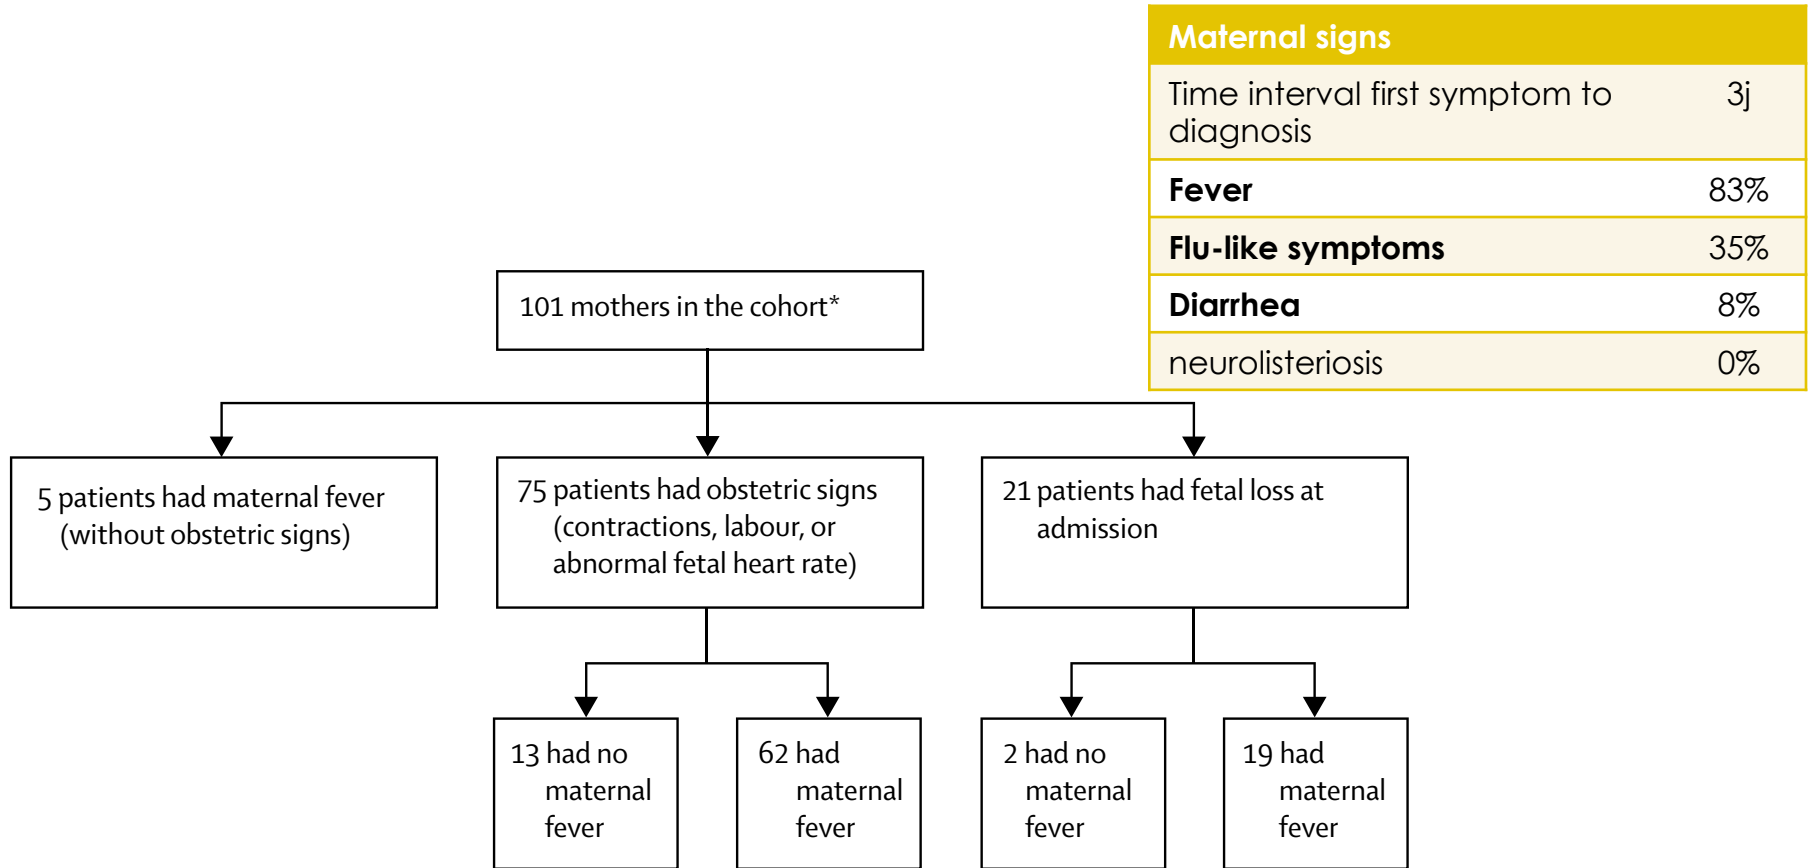 Maternal signs
Time interval first symptom to 3j
diagnosis
Fever 83%
Flu-like symptoms 35%
Diarrhea 8%
neurolisteriosis 0%
101 mothers in the cohort*
5 patients had maternal fever
(without obstetric signs)
75 patients had obstetric signs
(contractions, labour, or
abnormal fetal heart rate)
21 patients had fetal loss at
admission
13 had no
maternal
fever
62 had
maternal
fever
2 had no
maternal
fever
19 had
maternal
fever